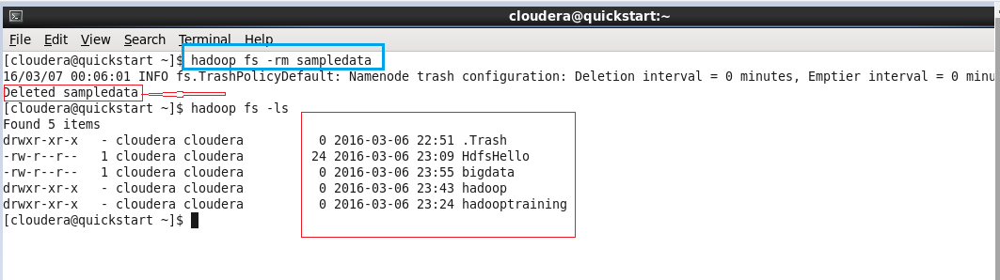 cloudera@quickstart:~
File Edit View Search Terminal Help
[cloudera@quickstart ~]$ hadoop fs -rm sampledata
16/03/07 00:06:01 INFO fs.TrashPolicyDefault: Namenode trash configuration: Deletion interval = 0 minutes, Emptier interval = 0 minu
Deleted sampledata
[cloudera@quickstart ~]$ hadoop fs -ls
Found 5 items
drwxr-xr-x   - cloudera cloudera          0 2016-03-06 22:51 .Trash
-rw-r--r--   1 cloudera cloudera         24 2016-03-06 23:09 HdfsHello
-rw-r--r--   1 cloudera cloudera          0 2016-03-06 23:55 bigdata
drwxr-xr-x   - cloudera cloudera          0 2016-03-06 23:43 hadoop
drwxr-xr-x   - cloudera cloudera          0 2016-03-06 23:24 hadooptraining
[cloudera@quickstart ~]$